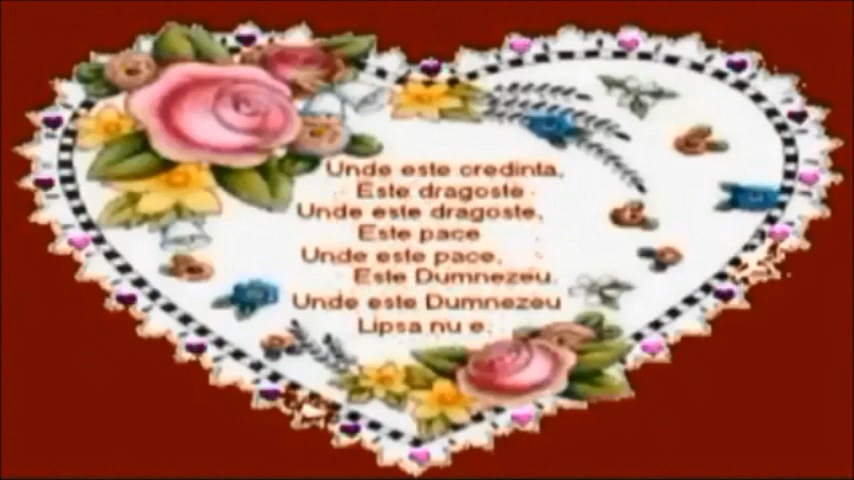 Unde este credinta,
Este dragoste
Unde este dragoste,
Este pace
Unde este pace,
Este Dumnezeu.
Unde este Dumnezeu
Lipsa nu e.